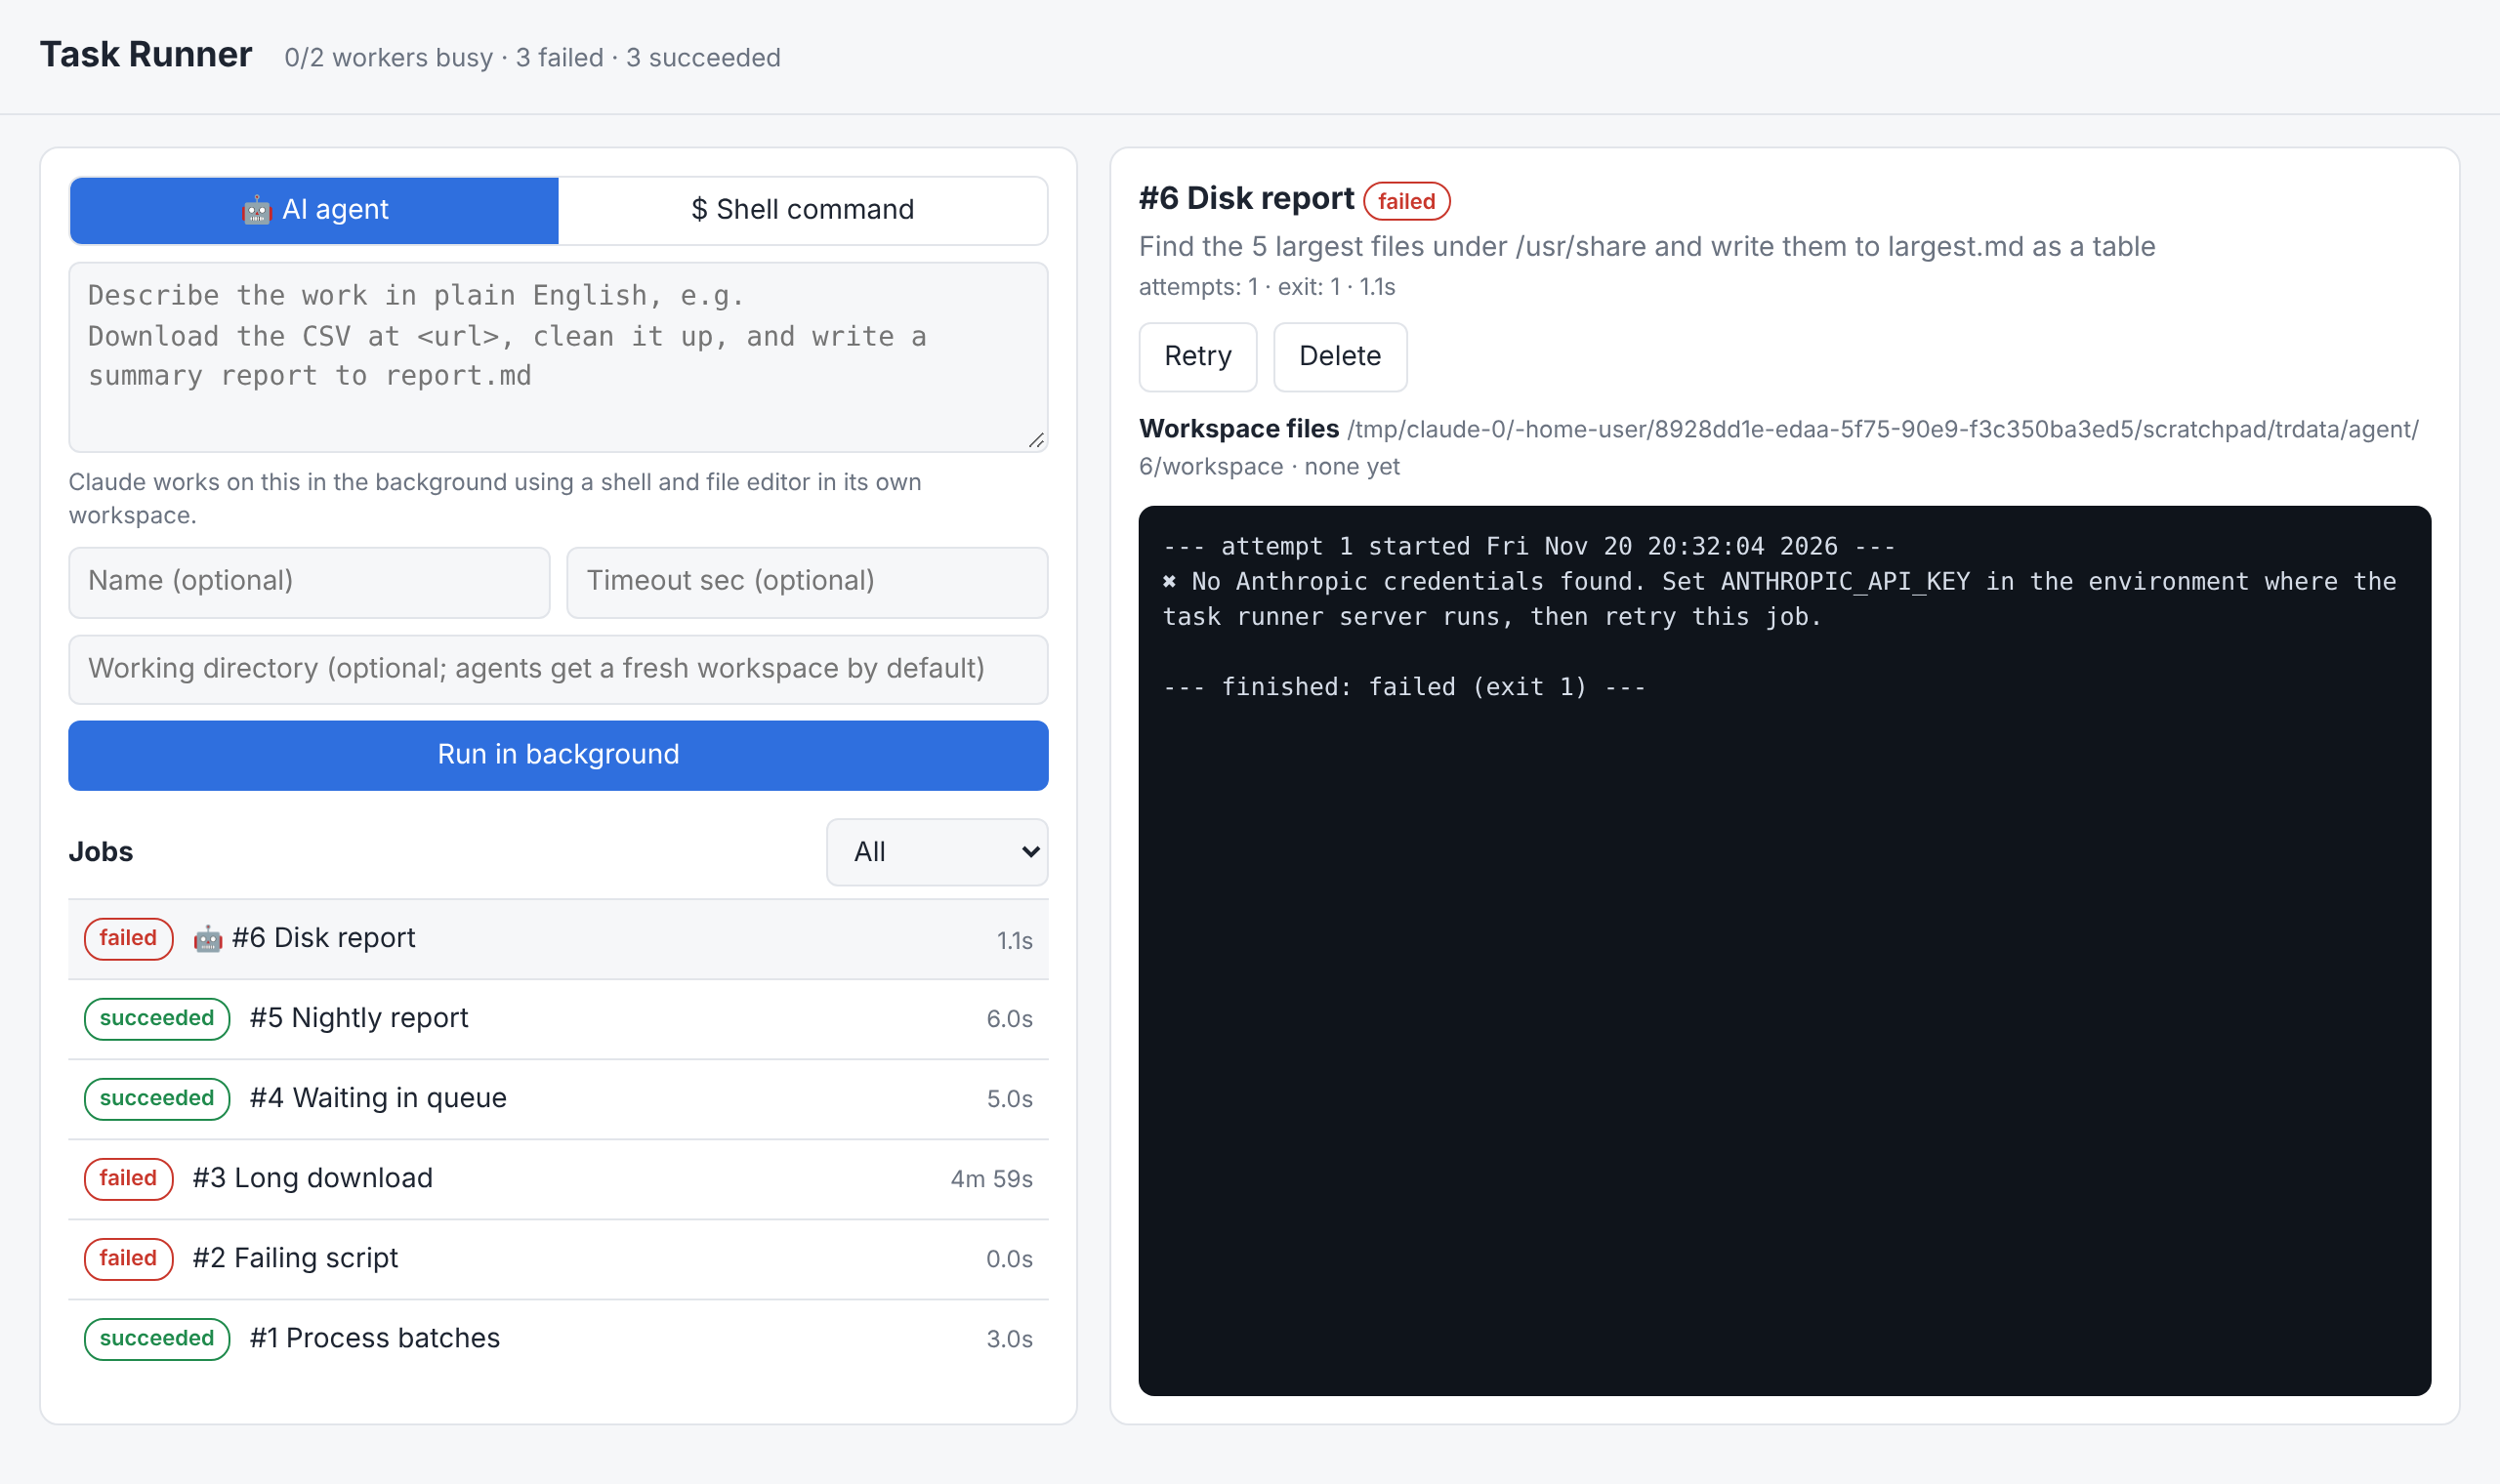 Task Runner 0/2 workers busy · 3 failed · 3 succeeded
🤖 AI agent
$ Shell command
Describe the work in plain English, e.g.
Download the CSV at <url>, clean it up, and write a
summary report to report.md
Claude works on this in the background using a shell and file editor in its own
workspace.
Name (optional)
Timeout sec (optional)
Working directory (optional; agents get a fresh workspace by default)
Run in background
Jobs
All
failed 🤖 #6 Disk report 1.1s
succeeded #5 Nightly report 6.0s
succeeded #4 Waiting in queue 5.0s
failed #3 Long download 4m 59s
failed #2 Failing script 0.0s
succeeded #1 Process batches 3.0s
#6 Disk report failed
Find the 5 largest files under /usr/share and write them to largest.md as a table
attempts: 1 · exit: 1 · 1.1s
Retry
Delete
Workspace files /tmp/claude-0/-home-user/8928dd1e-edaa-5f75-90e9-f3c350ba3ed5/scratchpad/trdata/agent/
6/workspace · none yet
--- attempt 1 started Fri Nov 20 20:32:04 2026 ---
✖ No Anthropic credentials found. Set ANTHROPIC_API_KEY in the environment where the
task runner server runs, then retry this job.
--- finished: failed (exit 1) ---